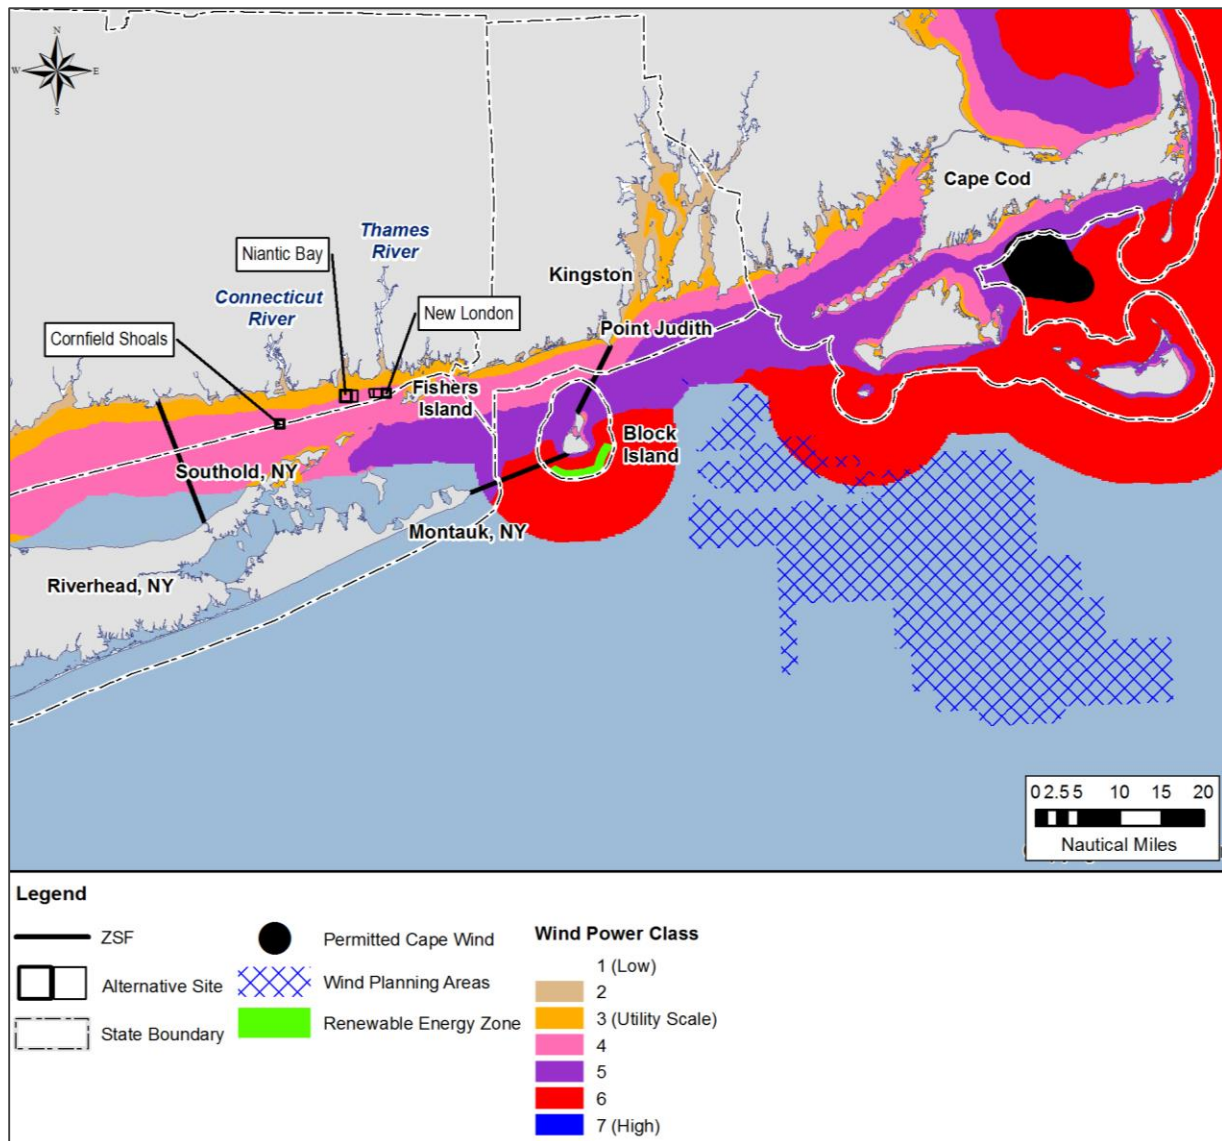 N
W E
S
Cape Cod
Thames
River
Niantic Bay
Kingston
Connecticut
River
New London
Point Judith
Cornfield Shoals
Fishers
Island
Block
Island
Southold, NY
Montauk, NY
Riverhead, NY
0 2.5 5 10 15 20
Nautical Miles
Legend
ZSF
Alternative Site
State Boundary
Permitted Cape Wind
Wind Planning Areas
Renewable Energy Zone
Wind Power Class
1 (Low)
2
3 (Utility Scale)
4
5
6
7 (High)